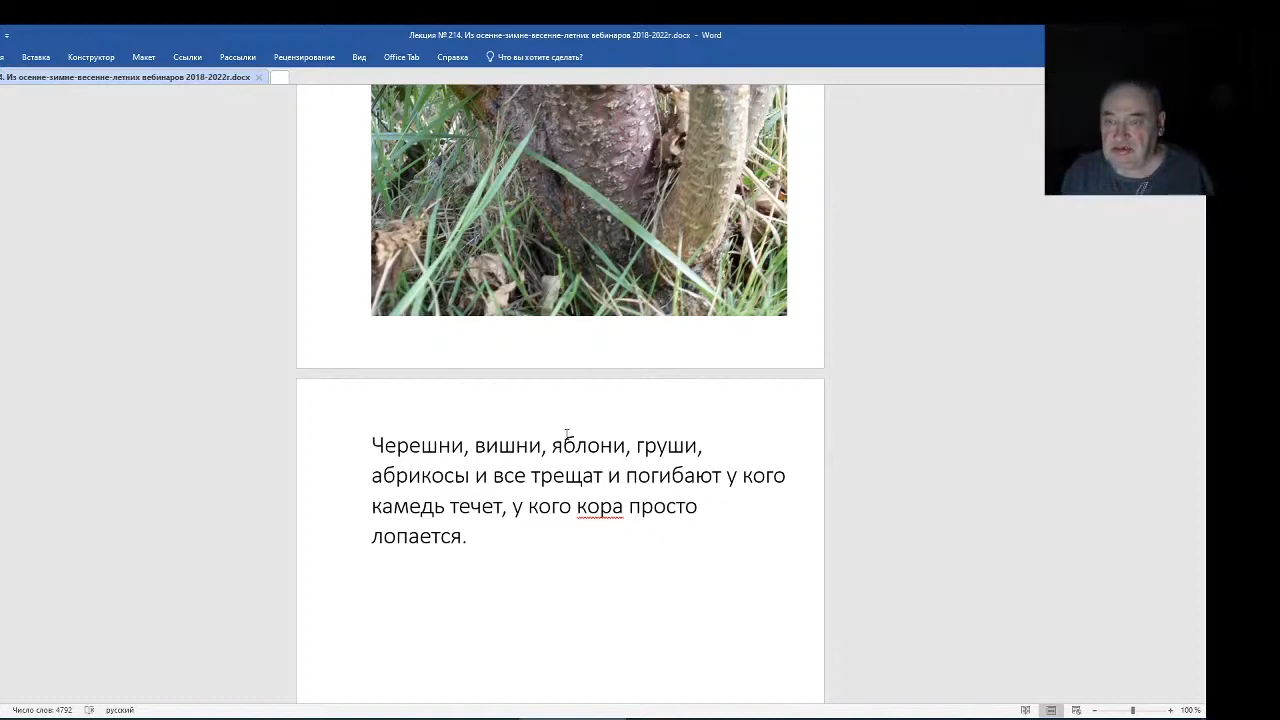 Лекция № 214. Из осенне-зимне-весенне-летних вебинаров 2018-2022г.docx - Word
Вставка Конструктор Макет Ссылки Рассылки Рецензирование Вид Office Tab Справка Что вы хотите сделать?
4. Из осенне-зимне-весенне-летних вебинаров 2018-2022г.docx
Черешни, вишни, яблони, груши,
абрикосы и все трещат и погибают у кого
камедь течет, у кого кора просто
лопается.
Число слов: 4792 русский 100 %